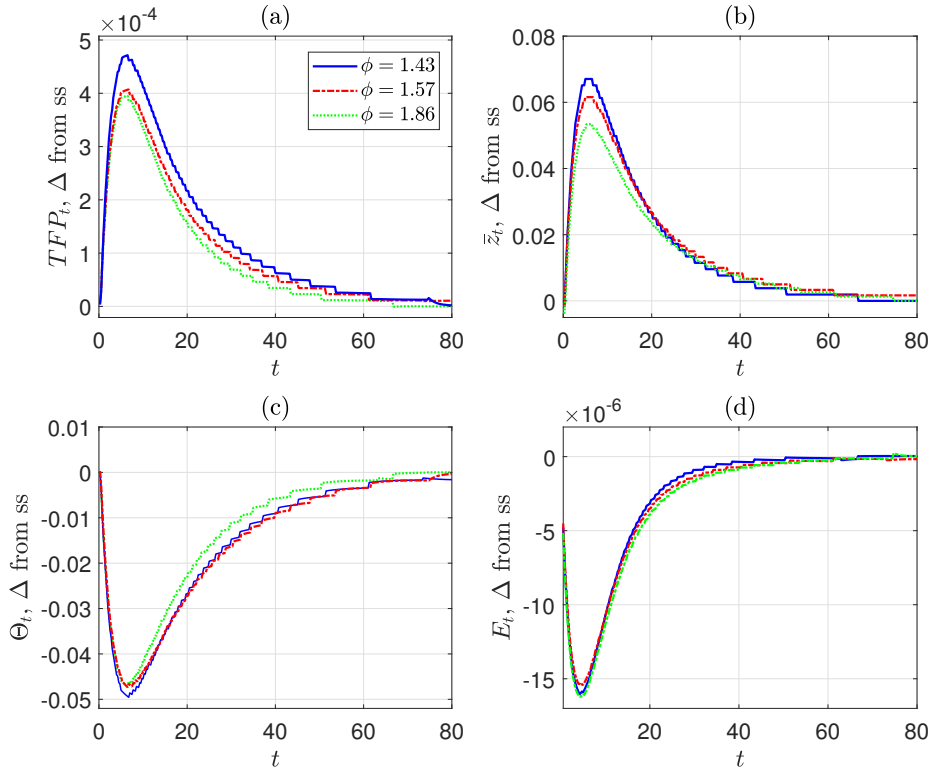 (a)
×10⁻⁴
TFP_t, Δ from ss
5
4
3
2
1
0
0 20 40 60 80
t
ϕ = 1.43
ϕ = 1.57
ϕ = 1.86
(b)
z̄_t, Δ from ss
0.08
0.06
0.04
0.02
0
0 20 40 60 80
t
(c)
Θ_t, Δ from ss
0.01
0
-0.01
-0.02
-0.03
-0.04
-0.05
0 20 40 60 80
t
(d)
×10⁻⁶
E_t, Δ from ss
0
-5
-10
-15
20 40 60 80
t